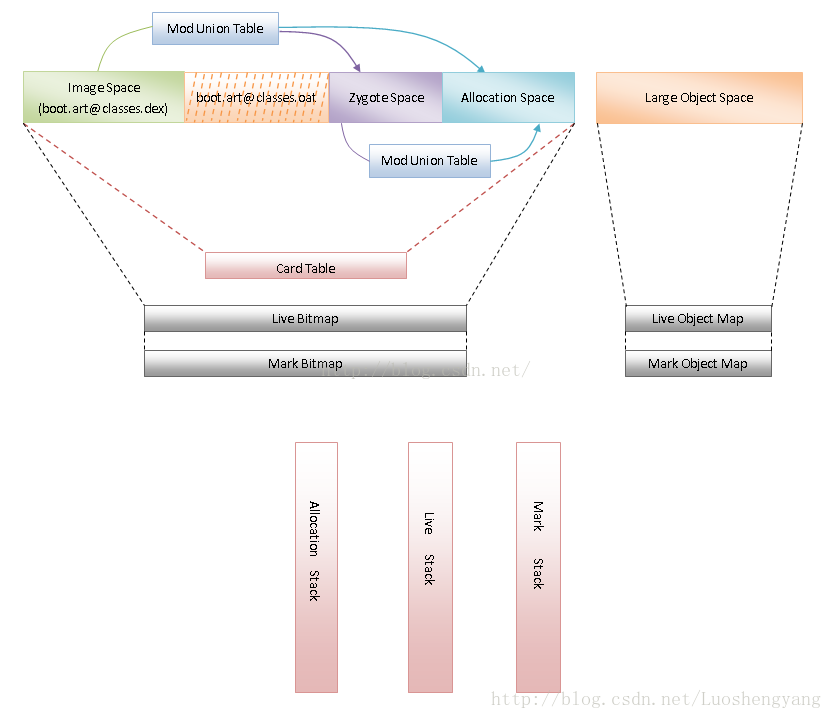 Mod Union Table
Image Space
(boot.art@classes.dex)
boot.art@classes.oat
Zygote Space
Allocation Space
Large Object Space
Mod Union Table
Card Table
Live Bitmap
Live Object Map
Mark Bitmap
Mark Object Map
http://blog.csdn.net/
Allocation Stack
Live Stack
Mark Stack
http://blog.csdn.net/Luoshengyang